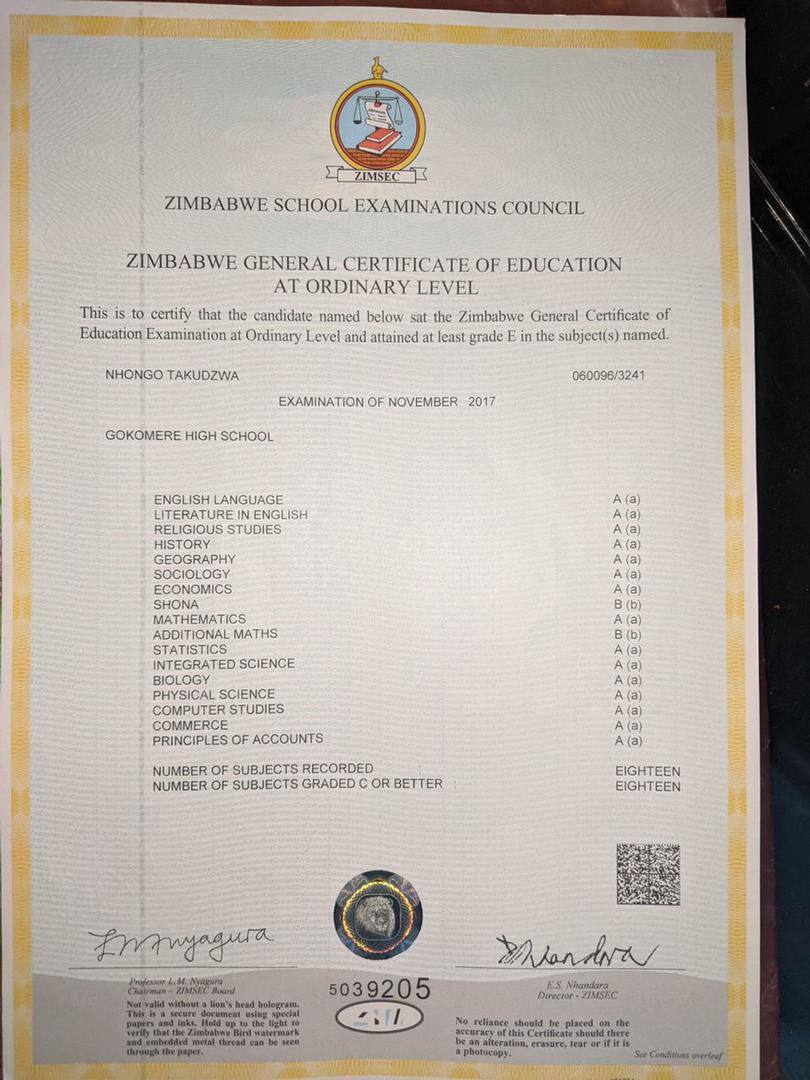 ZIMSEC
ZIMBABWE SCHOOL EXAMINATIONS COUNCIL
ZIMBABWE GENERAL CERTIFICATE OF EDUCATION
AT ORDINARY LEVEL
This is to certify that the candidate named below sat the Zimbabwe General Certificate of
Education Examination at Ordinary Level and attained at least grade E in the subject(s) named.
NHONGO TAKUDZWA 060096/3241
EXAMINATION OF NOVEMBER 2017
GOKOMERE HIGH SCHOOL
ENGLISH LANGUAGE A (a)
LITERATURE IN ENGLISH A (a)
RELIGIOUS STUDIES A (a)
HISTORY A (a)
GEOGRAPHY A (a)
SOCIOLOGY A (a)
ECONOMICS A (a)
SHONA B (b)
MATHEMATICS A (a)
ADDITIONAL MATHS B (b)
STATISTICS A (a)
INTEGRATED SCIENCE A (a)
BIOLOGY A (a)
PHYSICAL SCIENCE A (a)
COMPUTER STUDIES A (a)
COMMERCE A (a)
PRINCIPLES OF ACCOUNTS A (a)
NUMBER OF SUBJECTS RECORDED : EIGHTEEN
NUMBER OF SUBJECTS GRADED C OR BETTER : EIGHTEEN
LMNyagura
Nhandra
Professor L.M. Nyagura
Chairman – ZIMSEC Board
E.S. Nhandara
Director - ZIMSEC
5039205
Not valid without a lion's head hologram.
This is a secure document using special
papers and inks. Hold up to the light to
verify that the Zimbabwe Bird watermark
and embedded metal thread can be seen
through the paper.
No reliance should be placed on the
accuracy of this Certificate should there
be an alteration, erasure, tear or if it is
a photocopy.
See Conditions overleaf